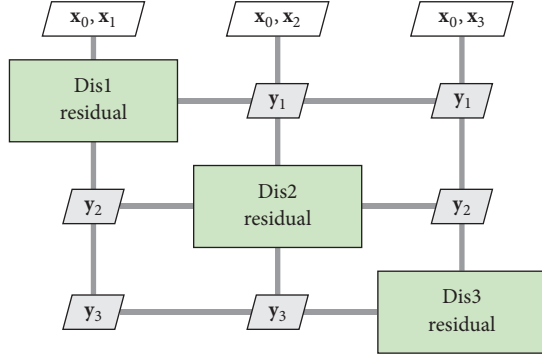 x₀, x₁
x₀, x₂
x₀, x₃
Dis1
residual
y₁
y₁
y₂
Dis2
residual
y₂
y₃
y₃
Dis3
residual